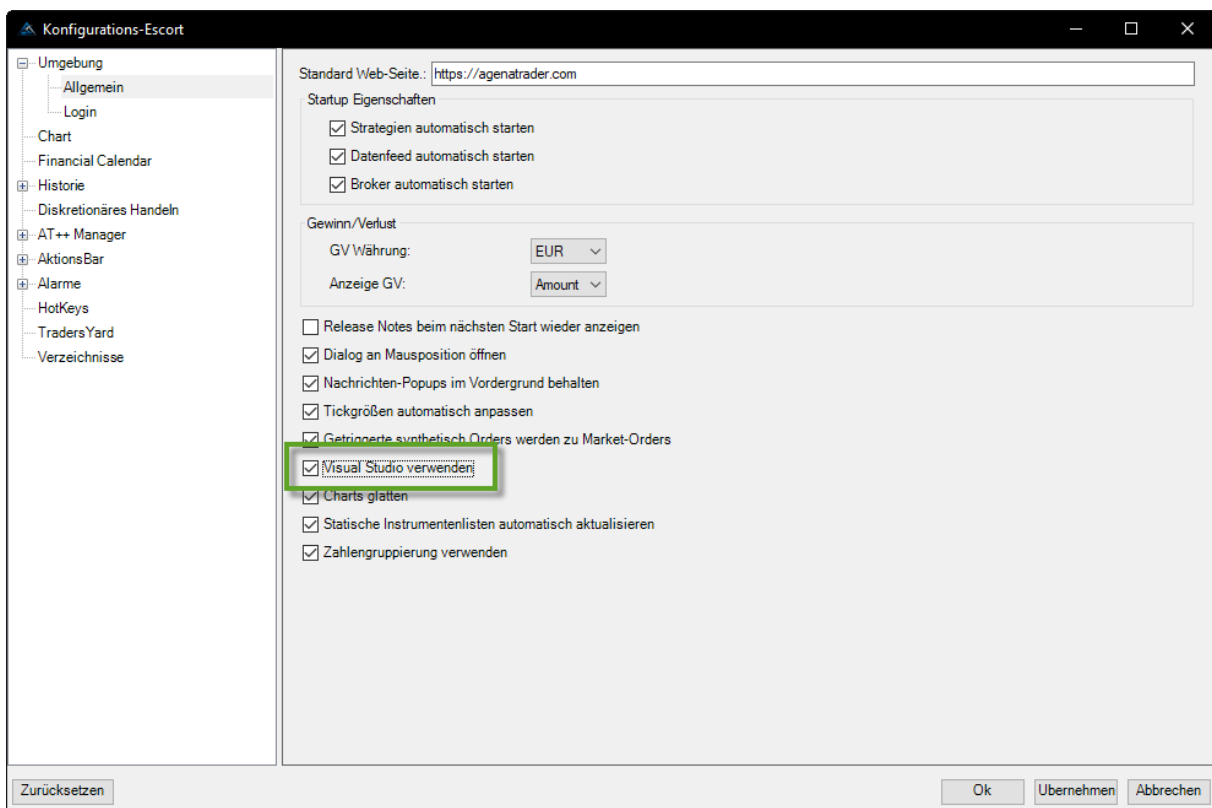 Konfigurations-Escort
Umgebung
Allgemein
Login
Chart
Financial Calendar
Historie
Diskretionäres Handeln
AT++ Manager
AktionsBar
Alarme
HotKeys
TradersYard
Verzeichnisse
Standard Web-Seite.: https://agenatrader.com
Startup Eigenschaften
Strategien automatisch starten
Datenfeed automatisch starten
Broker automatisch starten
Gewinn/Verlust
GV Währung: EUR
Anzeige GV: Amount
Release Notes beim nächsten Start wieder anzeigen
Dialog an Mausposition öffnen
Nachrichten-Popups im Vordergrund behalten
Tickgrößen automatisch anpassen
Getriggerte synthetisch Orders werden zu Market-Orders
Visual Studio verwenden
Charts glatten
Statische Instrumentenlisten automatisch aktualisieren
Zahlengruppierung verwenden
Zurücksetzen Ok Ubernehmen Abbrechen